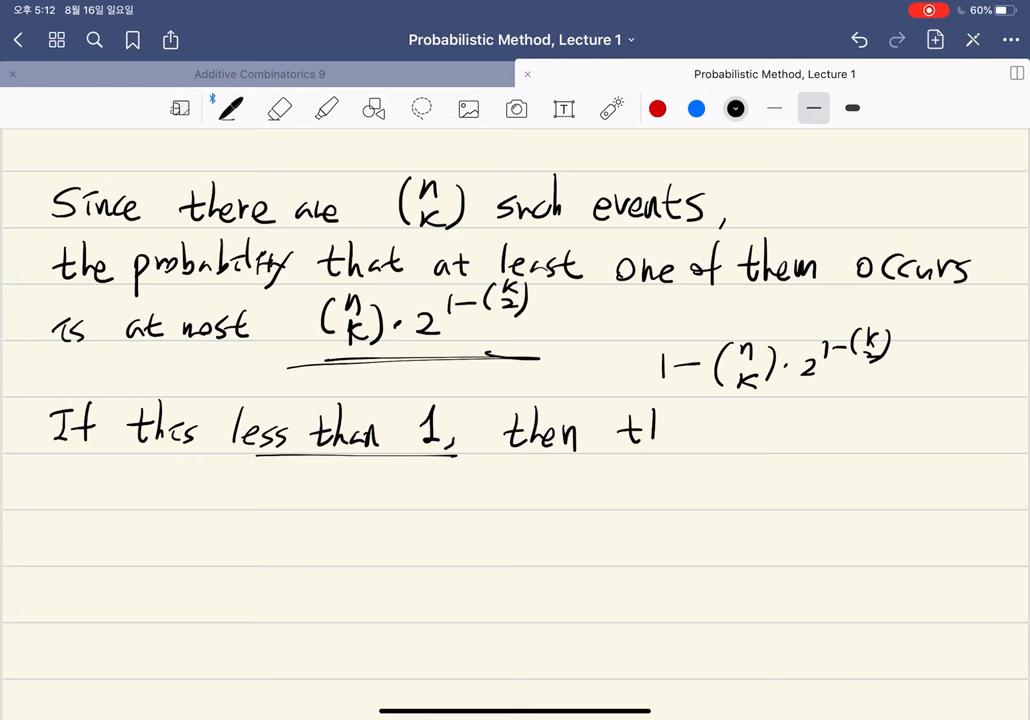 오후 5:12 8월 16일 일요일
60%
Probabilistic Method, Lecture 1
Additive Combinatorics 9
Probabilistic Method, Lecture 1
T
Since there are (n k) such events,
the probability that at least one of them occurs
is at most (n k) · 2^{1-(k 2)}
1 - (n k) · 2^{1-(k 2)}
If this less than 1, then th